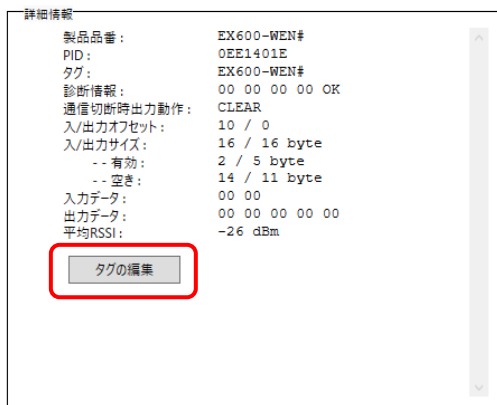 詳細情報
製品品番： EX600-WEN#
PID： 0EE1401E
タグ： EX600-WEN#
診断情報： 00 00 00 00 OK
通信切断時出力動作： CLEAR
入/出力オフセット： 10 / 0
入/出力サイズ： 16 / 16 byte
--有効： 2 / 5 byte
--空き： 14 / 11 byte
入力データ： 00 00
出力データ： 00 00 00 00 00
平均RSSI： -26 dBm
タグの編集